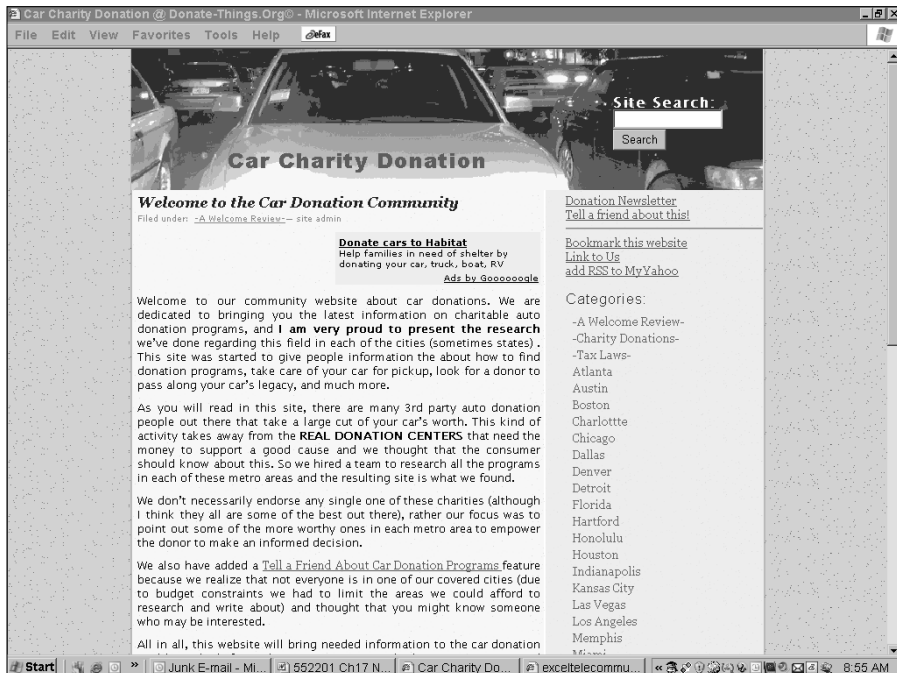 Car Charity Donation @ Donate-Things.Org© - Microsoft Internet Explorer
File Edit View Favorites Tools Help eFax
Site Search:
Search
Car Charity Donation
Welcome to the Car Donation Community
Filed under: -A Welcome Review-— site admin
Donate cars to Habitat
Help families in need of shelter by
donating your car, truck, boat, RV
Ads by Goooooogle
Welcome to our community website about car donations. We are
dedicated to bringing you the latest information on charitable auto
donation programs, and I am very proud to present the research
we've done regarding this field in each of the cities (sometimes states) .
This site was started to give people information the about how to find
donation programs, take care of your car for pickup, look for a donor to
pass along your car's legacy, and much more.
As you will read in this site, there are many 3rd party auto donation
people out there that take a large cut of your car's worth. This kind of
activity takes away from the REAL DONATION CENTERS that need the
money to support a good cause and we thought that the consumer
should know about this. So we hired a team to research all the programs
in each of these metro areas and the resulting site is what we found.
We don't necessarily endorse any single one of these charities (although
I think they all are some of the best out there), rather our focus was to
point out some of the more worthy ones in each metro area to empower
the donor to make an informed decision.
We also have added a Tell a Friend About Car Donation Programs feature
because we realize that not everyone is in one of our covered cities (due
to budget constraints we had to limit the areas we could afford to
research and write about) and thought that you might know someone
who may be interested.
All in all, this website will bring needed information to the car donation
Donation Newsletter
Tell a friend about this!
Bookmark this website
Link to Us
add RSS to MyYahoo
Categories:
-A Welcome Review-
-Charity Donations-
-Tax Laws-
Atlanta
Austin
Boston
Charlottte
Chicago
Dallas
Denver
Detroit
Florida
Hartford
Honolulu
Houston
Indianapolis
Kansas City
Las Vegas
Los Angeles
Memphis
Miami
Start » Junk E-mail - Mi... 552201 Ch17 N... Car Charity Do... exceltelecommu... « 8:55 AM